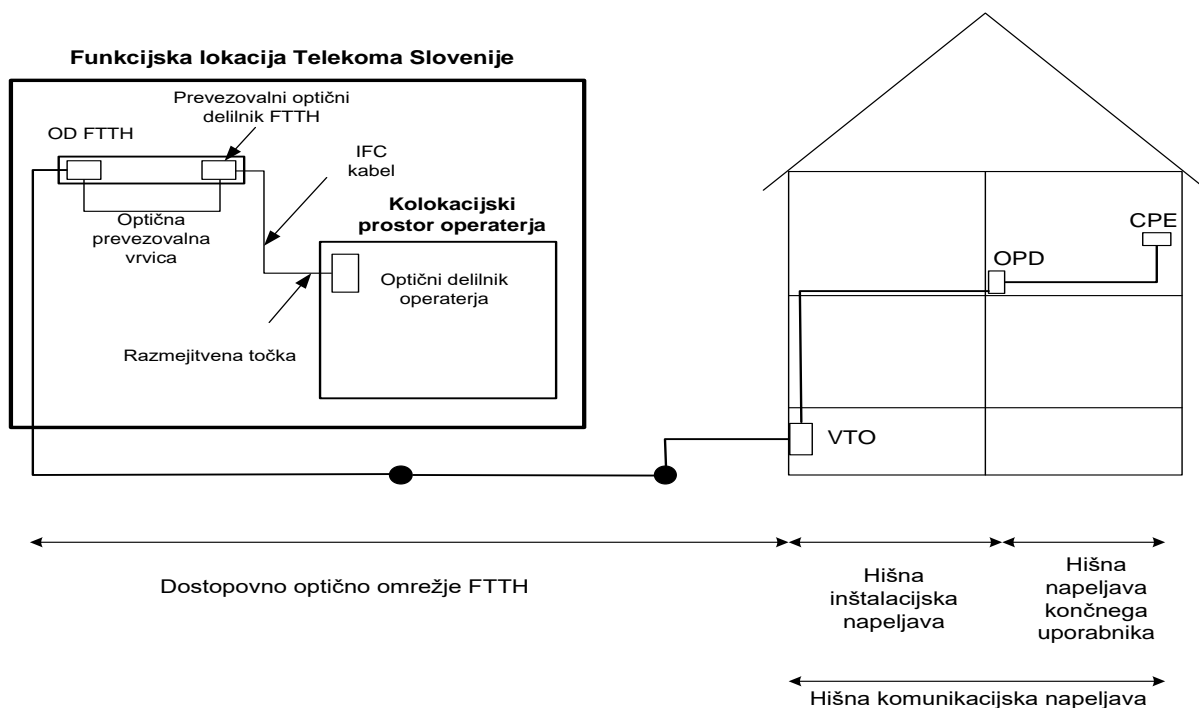 Funkcijska lokacija Telekoma Slovenije
Prevezovalni optični
delilnik FTTH
OD FTTH
IFC
kabel
Optična
prevezovalna
vrvica
Kolokacijski
prostor operaterja
Optični delilnik
operaterja
Razmejitvena točka
CPE
OPD
VTO
Dostopovno optično omrežje FTTH
Hišna
inštalacijska
napeljava
Hišna
napeljava
končnega
uporabnika
Hišna komunikacijska napeljava